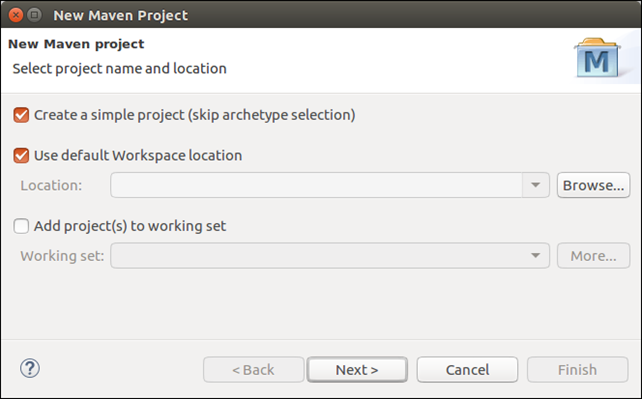 New Maven Project
New Maven project
Select project name and location
M
Create a simple project (skip archetype selection)
Use default Workspace location
Location: Browse...
Add project(s) to working set
Working set: More...
? < Back Next > Cancel Finish